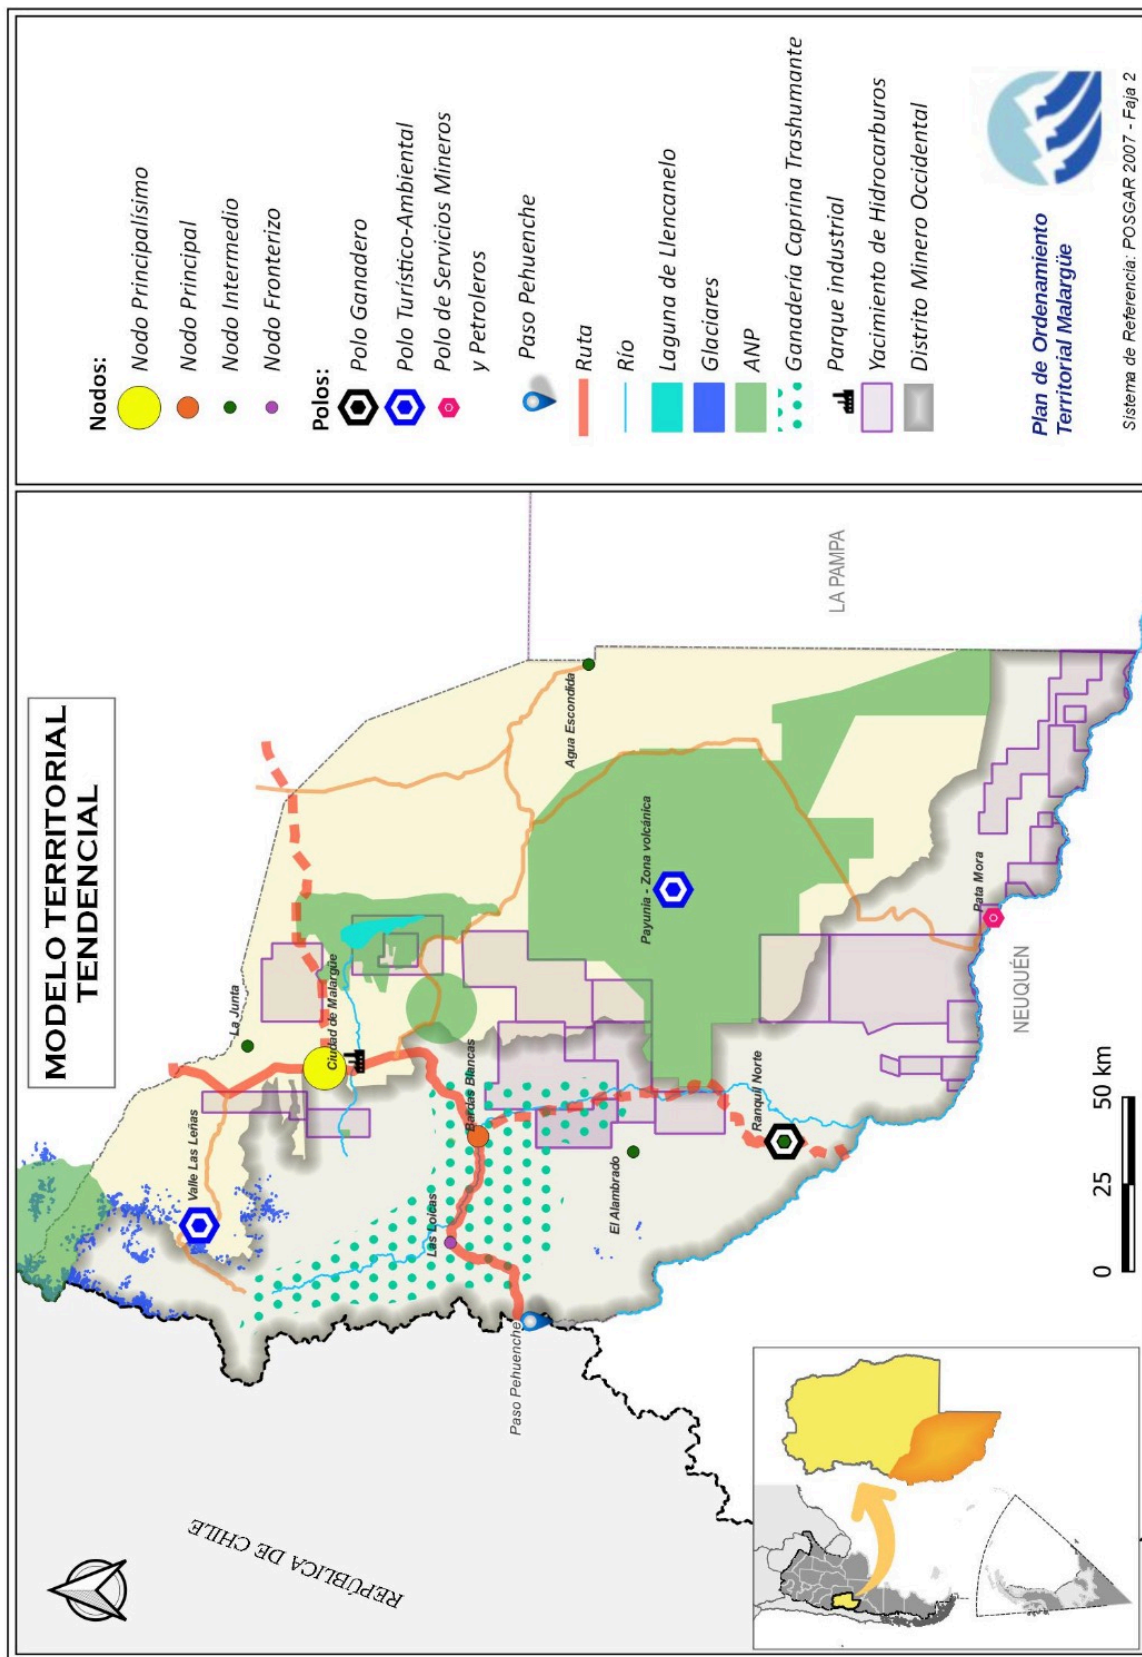 MODELO TERRITORIAL
TENDENCIAL
REPÚBLICA DE CHILE
La Junta
Valle Las Leñas
Ciudad de Malargüe
Bardas Blancas
Las Loicas
Paso Pehuenche
Agua Escondida
El Alambrado
Payunia - Zona volcánica
Ranquil Norte
Pata Mora
LA PAMPA
NEUQUÉN
0 25 50 km
Nodos:
Nodo Principalísimo
Nodo Principal
Nodo Intermedio
Nodo Fronterizo
Polos:
Polo Ganadero
Polo Turístico-Ambiental
Polo de Servicios Mineros
y Petroleros
Paso Pehuenche
Ruta
Río
Laguna de Llencanelo
Glaciares
ANP
Ganadería Caprina Trashumante
Parque industrial
Yacimiento de Hidrocarburos
Distrito Minero Occidental
Plan de Ordenamiento
Territorial Malargüe
Sistema de Referencia: POSGAR 2007 - Faja 2